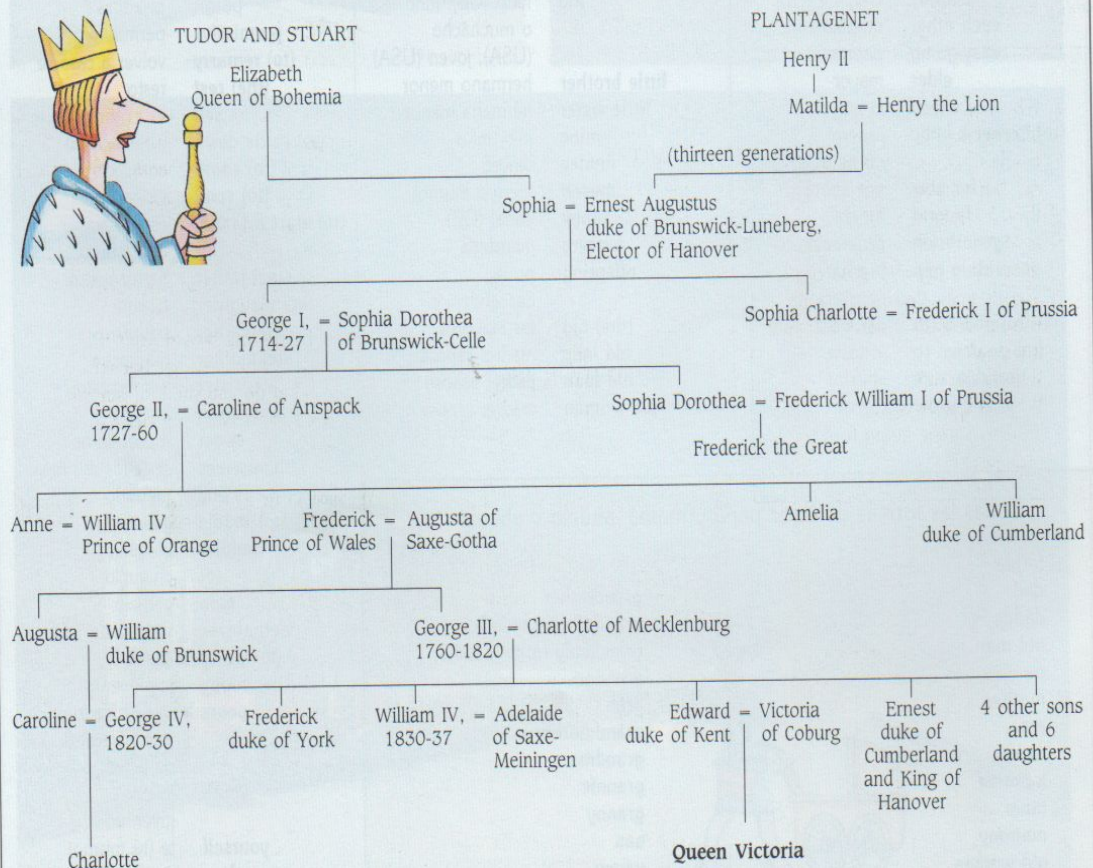 TUDOR AND STUART
Elizabeth
Queen of Bohemia
PLANTAGENET
Henry II
Matilda = Henry the Lion
(thirteen generations)
Sophia = Ernest Augustus
duke of Brunswick-Luneberg,
Elector of Hanover
George I, = Sophia Dorothea
1714-27 of Brunswick-Celle
Sophia Charlotte = Frederick I of Prussia
George II, = Caroline of Anspack
1727-60
Sophia Dorothea = Frederick William I of Prussia
Frederick the Great
Anne = William IV
Prince of Orange
Frederick = Augusta of
Prince of Wales Saxe-Gotha
Amelia
William
duke of Cumberland
Augusta = William
duke of Brunswick
George III, = Charlotte of Mecklenburg
1760-1820
Caroline = George IV,
1820-30
Frederick
duke of York
William IV, = Adelaide
1830-37 of Saxe-
Meiningen
Edward = Victoria
duke of Kent of Coburg
Ernest
duke of
Cumberland
and King of
Hanover
4 other sons
and 6
daughters
Charlotte
Queen Victoria